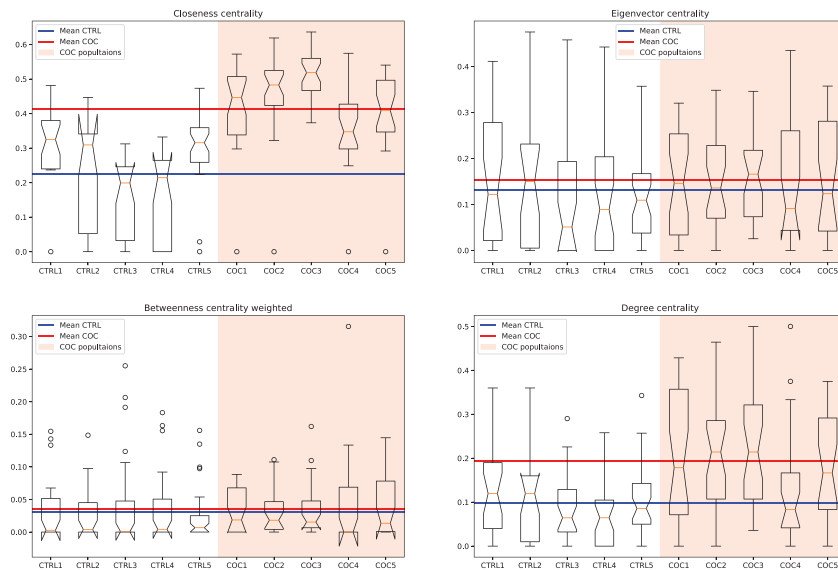 Closeness centrality
Mean CTRL
Mean COC
COC popultaions
0.6
0.5
0.4
0.3
0.2
0.1
0.0
CTRL1 CTRL2 CTRL3 CTRL4 CTRL5 COC1 COC2 COC3 COC4 COC5
Eigenvector centrality
Mean CTRL
Mean COC
COC popultaions
0.4
0.3
0.2
0.1
0.0
CTRL1 CTRL2 CTRL3 CTRL4 CTRL5 COC1 COC2 COC3 COC4 COC5
Betweenness centrality weighted
Mean CTRL
Mean COC
COC popultaions
0.30
0.25
0.20
0.15
0.10
0.05
0.00
CTRL1 CTRL2 CTRL3 CTRL4 CTRL5 COC1 COC2 COC3 COC4 COC5
Degree centrality
Mean CTRL
Mean COC
COC popultaions
0.5
0.4
0.3
0.2
0.1
0.0
CTRL1 CTRL2 CTRL3 CTRL4 CTRL5 COC1 COC2 COC3 COC4 COC5